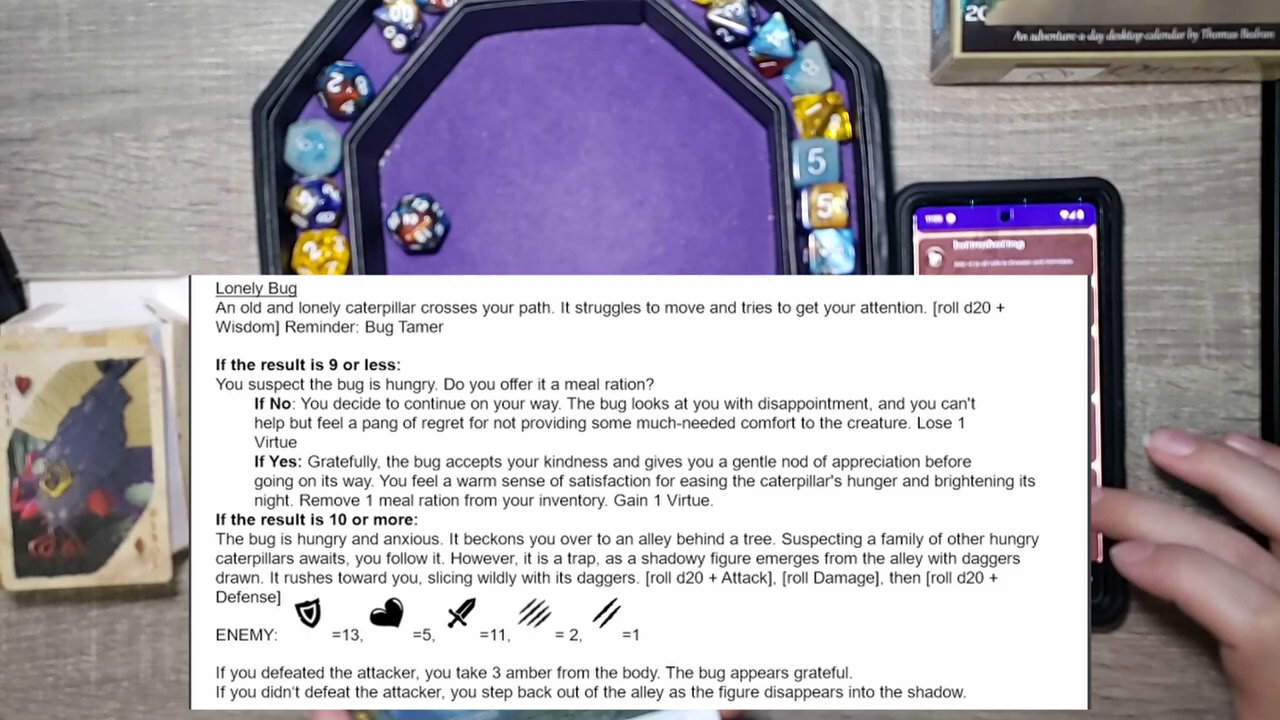 20
An adventure-a-day desktop calendar by Thomas
Lonely Bug
An old and lonely caterpillar crosses your path. It struggles to move and tries to get your attention. [roll d20 +
Wisdom] Reminder: Bug Tamer
If the result is 9 or less:
You suspect the bug is hungry. Do you offer it a meal ration?
If No: You decide to continue on your way. The bug looks at you with disappointment, and you can't
help but feel a pang of regret for not providing some much-needed comfort to the creature. Lose 1
Virtue
If Yes: Gratefully, the bug accepts your kindness and gives you a gentle nod of appreciation before
going on its way. You feel a warm sense of satisfaction for easing the caterpillar's hunger and brightening its
night. Remove 1 meal ration from your inventory. Gain 1 Virtue.
If the result is 10 or more:
The bug is hungry and anxious. It beckons you over to an alley behind a tree. Suspecting a family of other hungry
caterpillars awaits, you follow it. However, it is a trap, as a shadowy figure emerges from the alley with daggers
drawn. It rushes toward you, slicing wildly with its daggers. [roll d20 + Attack], [roll Damage], then [roll d20 +
Defense]
ENEMY: =13, =5, =11, = 2, =1
If you defeated the attacker, you take 3 amber from the body. The bug appears grateful.
If you didn't defeat the attacker, you step back out of the alley as the figure disappears into the shadow.
5
5
8
2